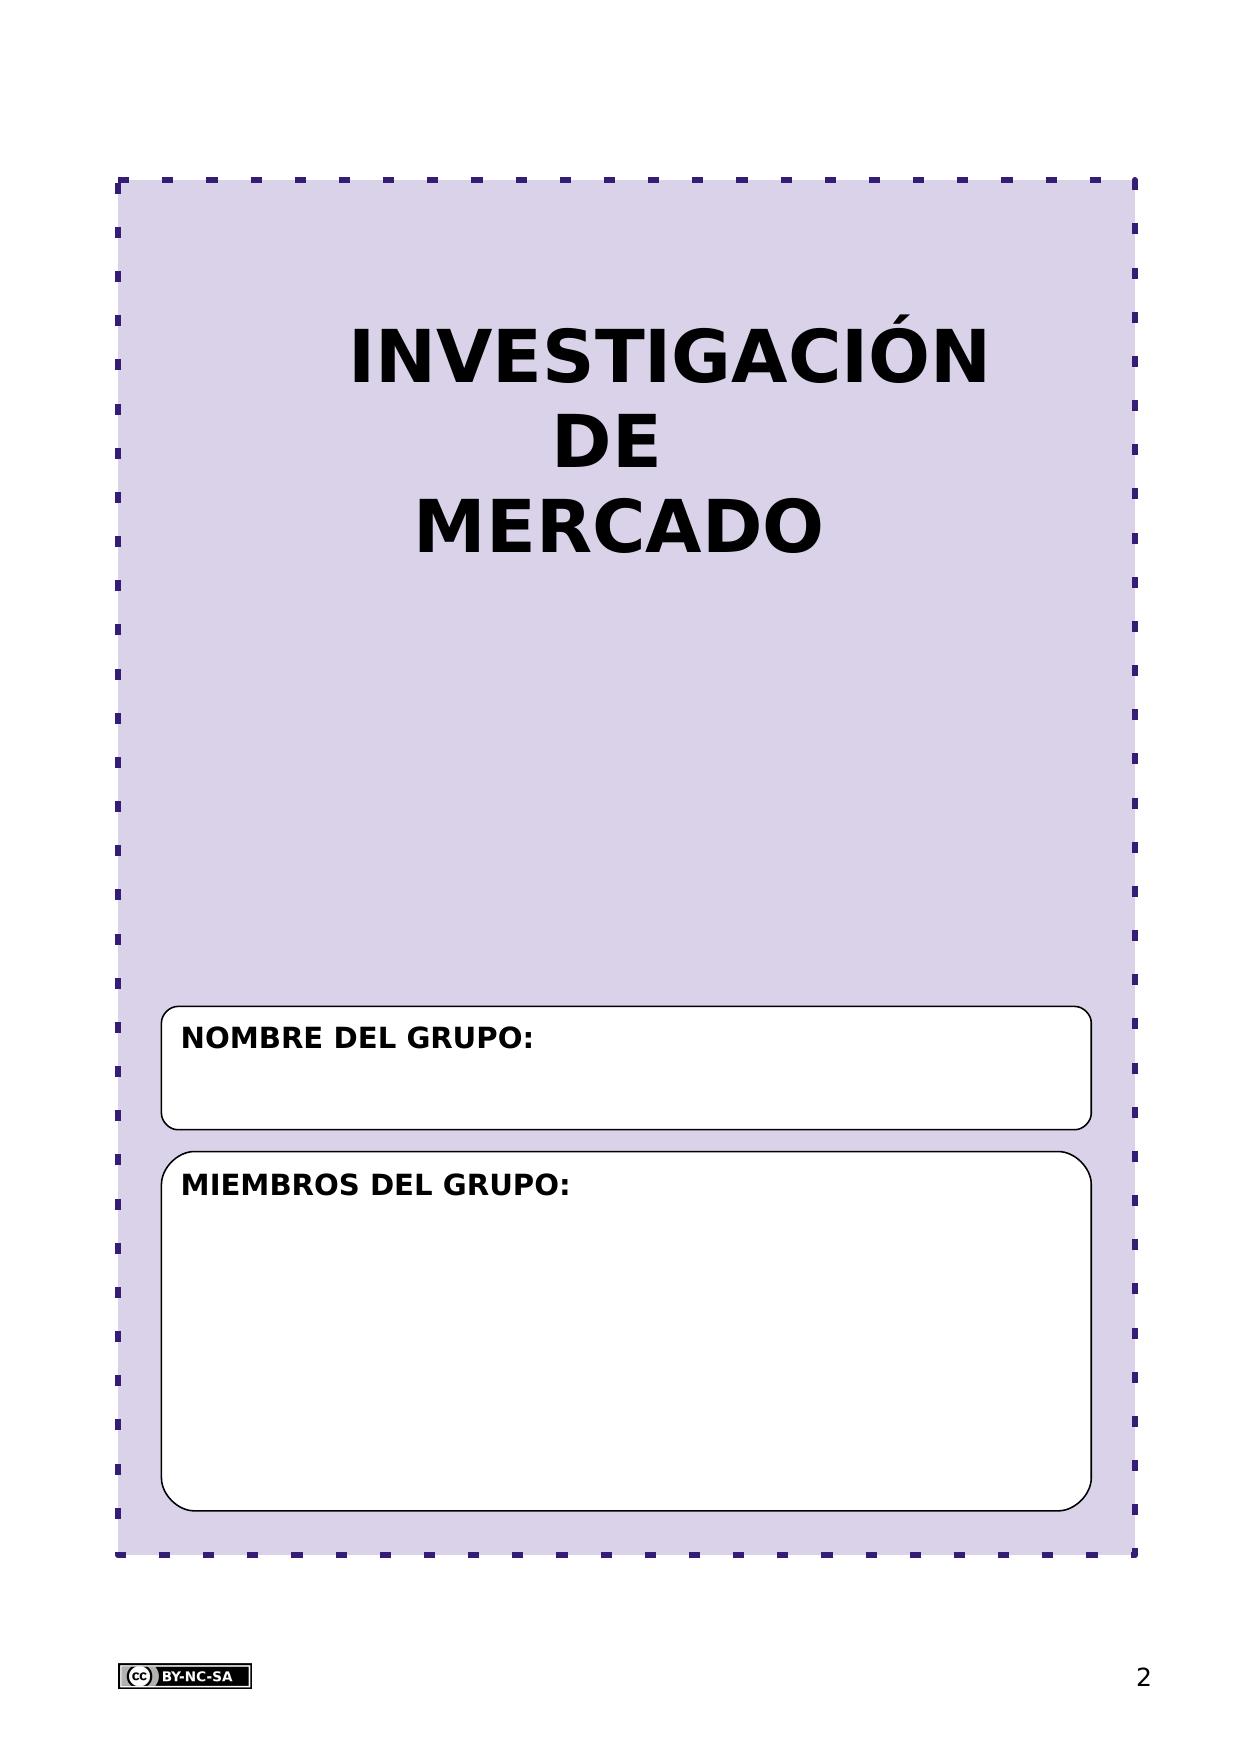 INVESTIGACIÓN
DE
MERCADO
NOMBRE DEL GRUPO:
MIEMBROS DEL GRUPO:
cc BY-NC-SA
2